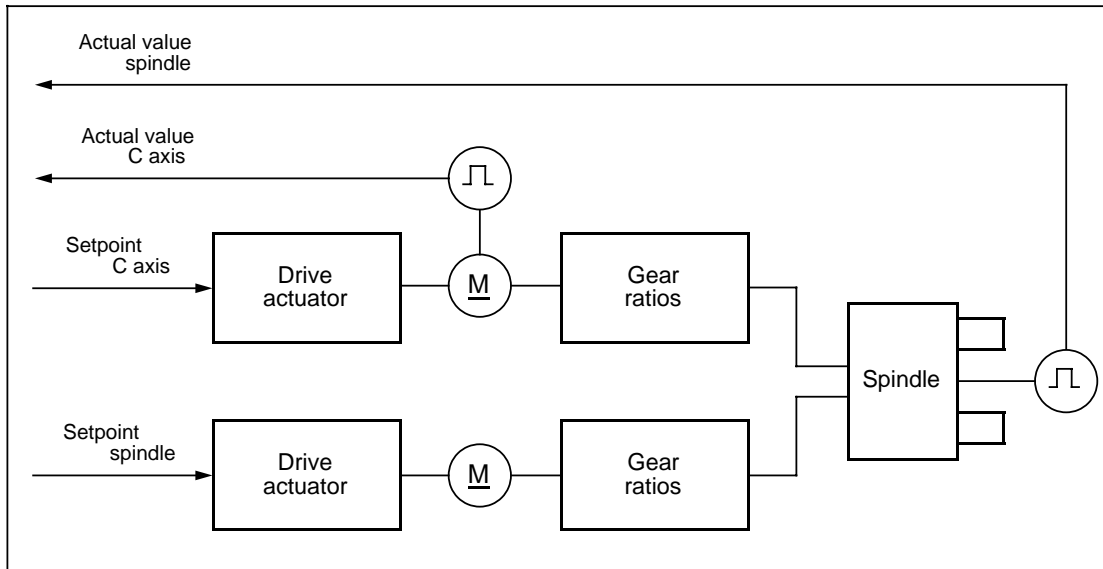 Actual value
spindle
Actual value
C axis
Setpoint
C axis
Drive
actuator
M
Gear
ratios
Spindle
Setpoint
spindle
Drive
actuator
M
Gear
ratios